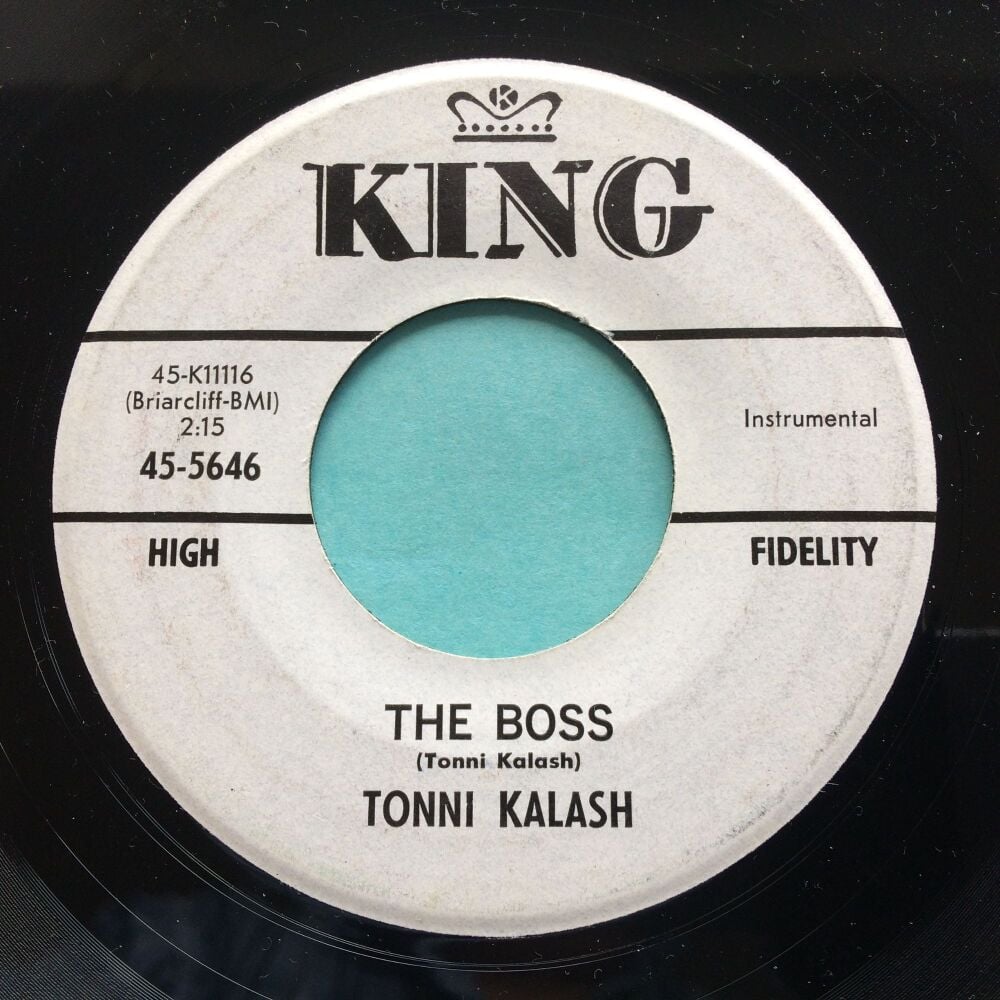 K
KING
45-K11116
(Briarcliff-BMI)
2:15
45-5646
Instrumental
HIGH
FIDELITY
THE BOSS
(Tonni Kalash)
TONNI KALASH